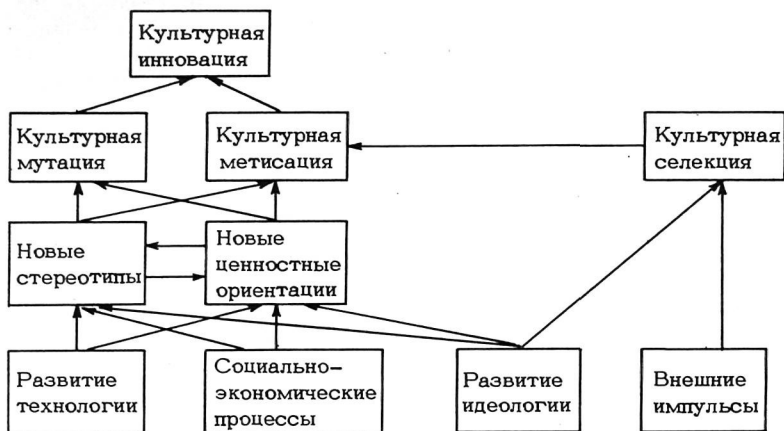 Культурная
инновация
Культурная
мутация
Культурная
метисация
Культурная
селекция
Новые
стереотипы
Новые
ценностные
ориентации
Развитие
технологии
Социально-
экономические
процессы
Развитие
идеологии
Внешние
импульсы